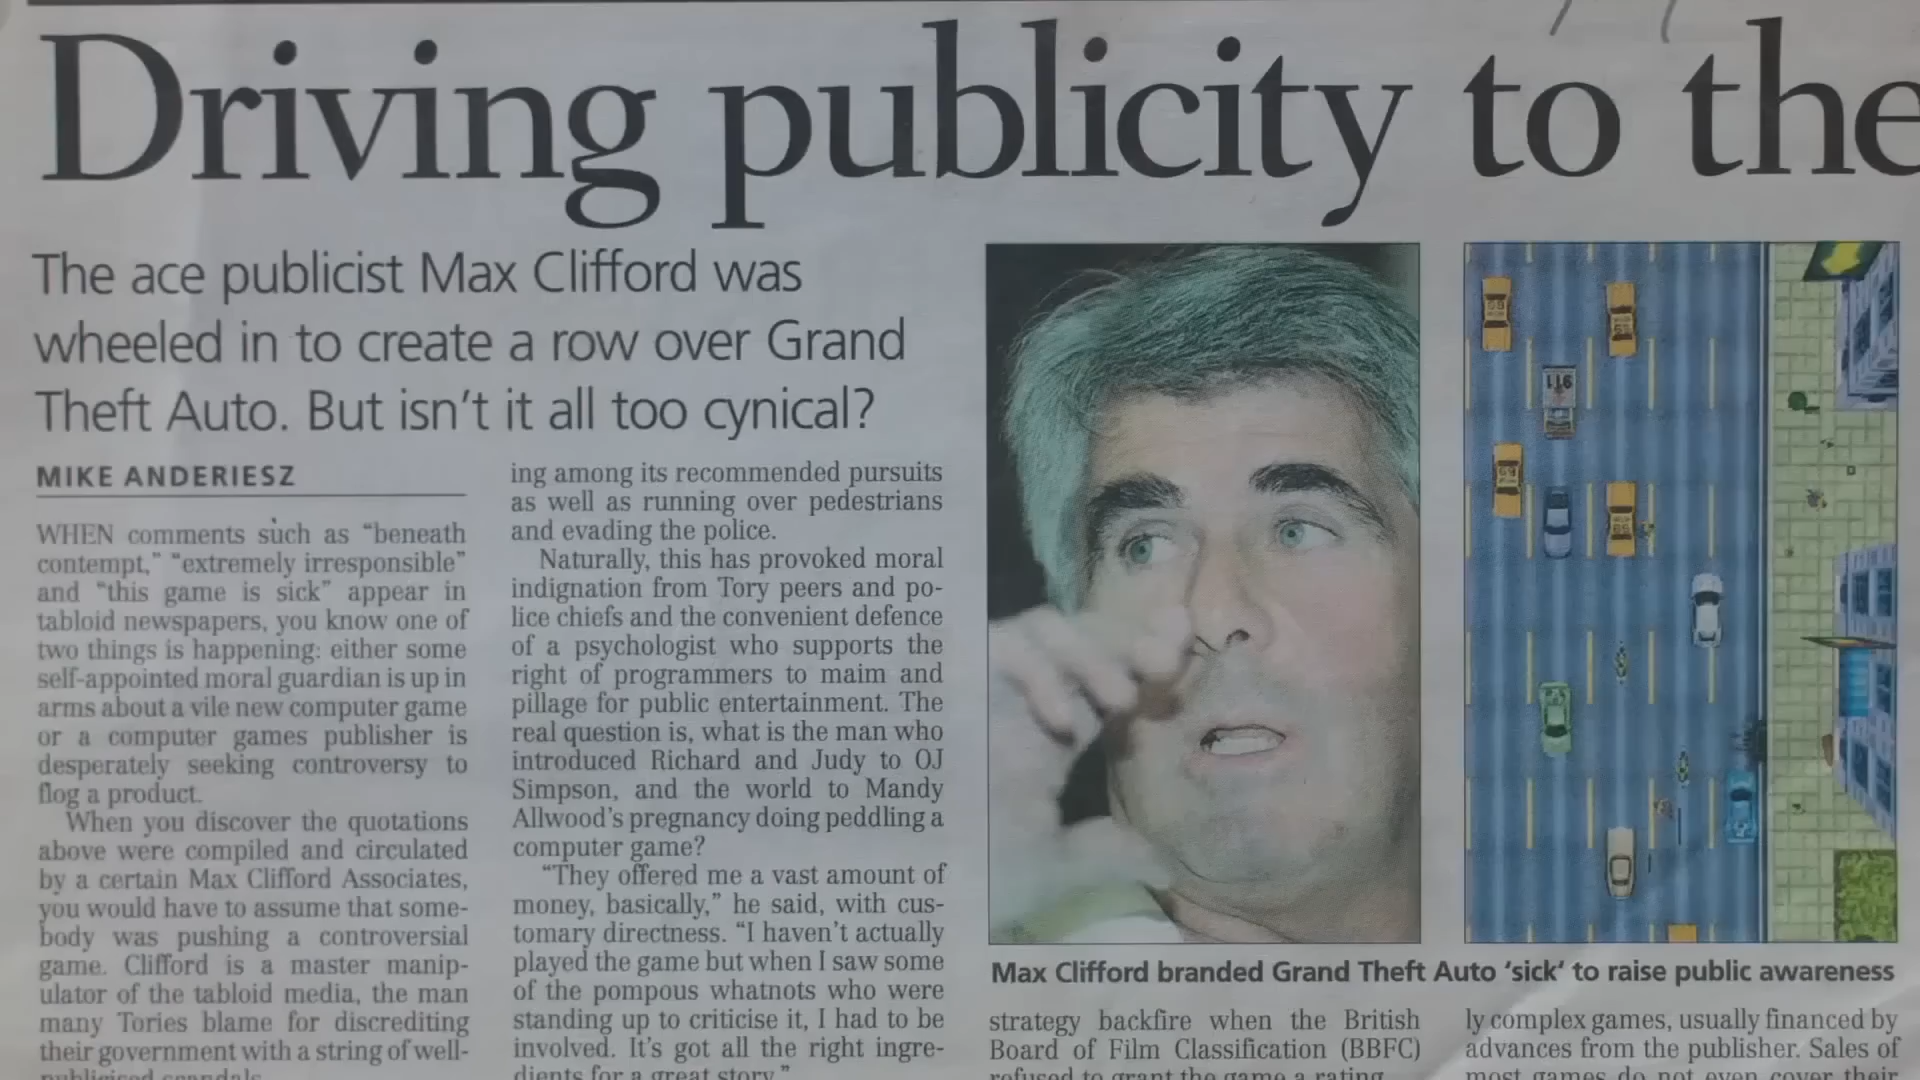 Driving publicity to the
The ace publicist Max Clifford was
wheeled in to create a row over Grand
Theft Auto. But isn't it all too cynical?
MIKE ANDERIESZ
WHEN comments such as "beneath
contempt," "extremely irresponsible"
and "this game is sick" appear in
tabloid newspapers, you know one of
two things is happening: either some
self-appointed moral guardian is up in
arms about a vile new computer game
or a computer games publisher is
desperately seeking controversy to
flog a product.
When you discover the quotations
above were compiled and circulated
by a certain Max Clifford Associates,
you would have to assume that some-
body was pushing a controversial
game. Clifford is a master manip-
ulator of the tabloid media, the man
many Tories blame for discrediting
their government with a string of well-
publicised scandals.
ing among its recommended pursuits
as well as running over pedestrians
and evading the police.
Naturally, this has provoked moral
indignation from Tory peers and po-
lice chiefs and the convenient defence
of a psychologist who supports the
right of programmers to maim and
pillage for public entertainment. The
real question is, what is the man who
introduced Richard and Judy to OJ
Simpson, and the world to Mandy
Allwood's pregnancy doing peddling a
computer game?
"They offered me a vast amount of
money, basically," he said, with cus-
tomary directness. "I haven't actually
played the game but when I saw some
of the pompous whatnots who were
standing up to criticise it, I had to be
involved. It's got all the right ingre-
dients for a great story."
911
Max Clifford branded Grand Theft Auto 'sick' to raise public awareness
strategy backfire when the British
Board of Film Classification (BBFC)
refused to grant the game a rating
ly complex games, usually financed by
advances from the publisher. Sales of
most games do not even cover their